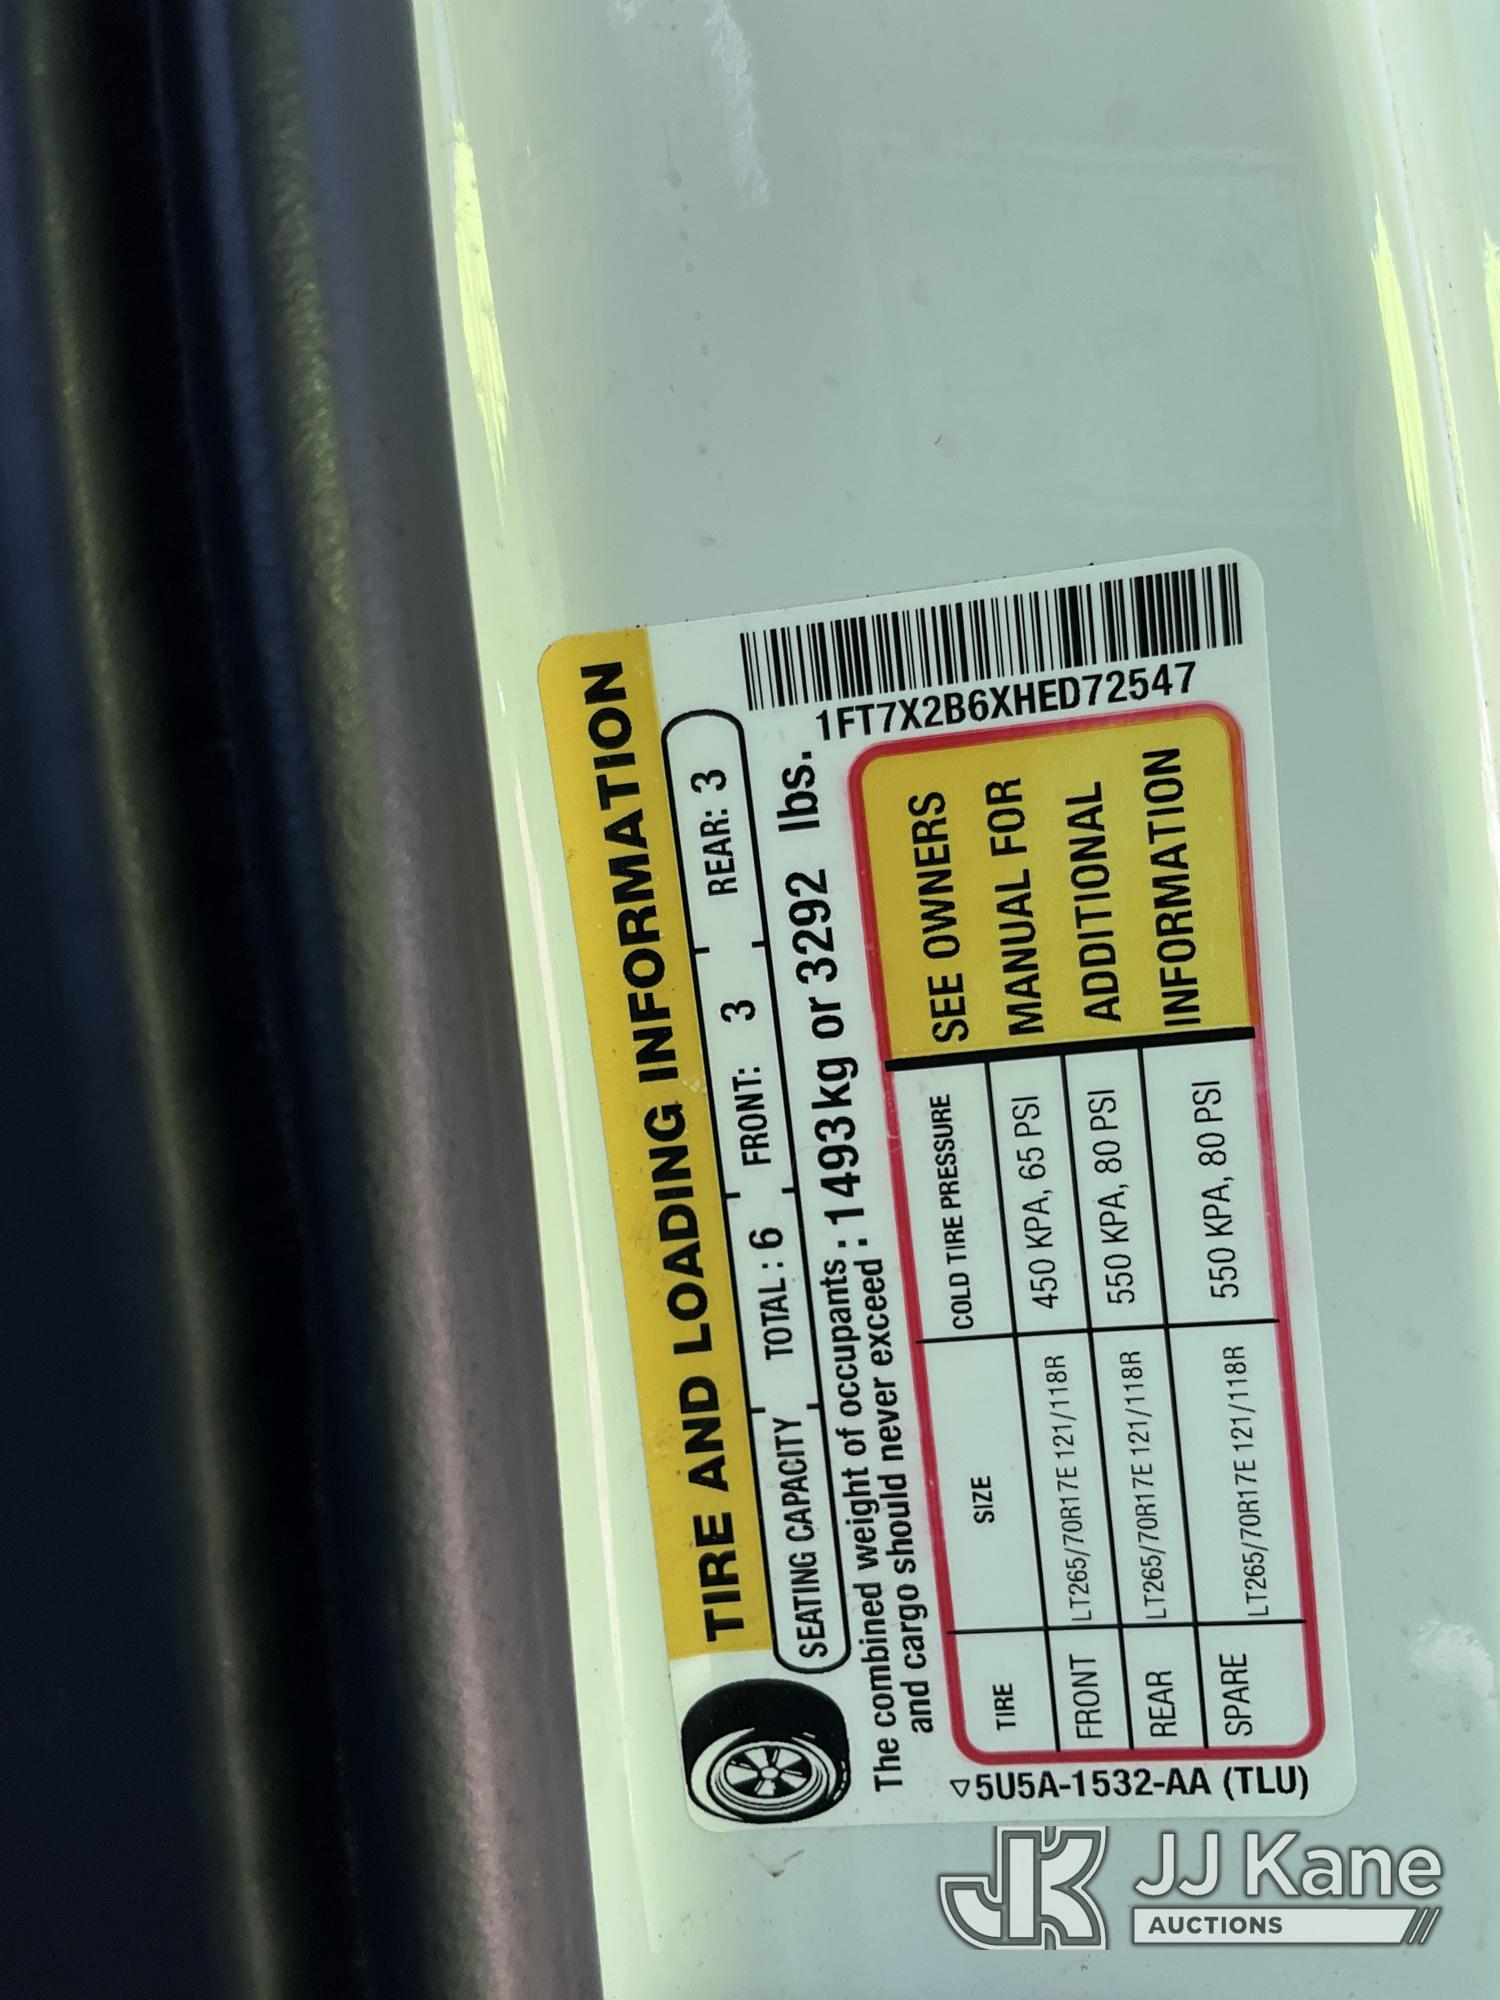 TIRE AND LOADING INFORMATION
SEATING CAPACITY TOTAL : 6 FRONT: 3 REAR: 3
The combined weight of occupants : 1493 kg or 3292 lbs.
and cargo should never exceed :
1FT7X2B6XHED72547
TIRE SIZE COLD TIRE PRESSURE
FRONT LT265/70R17E 121/118R 450 KPA, 65 PSI
REAR LT265/70R17E 121/118R 550 KPA, 80 PSI
SPARE LT265/70R17E 121/118R 550 KPA, 80 PSI
SEE OWNERS
MANUAL FOR
ADDITIONAL
INFORMATION
5U5A-1532-AA (TLU)
JK JJ Kane
AUCTIONS